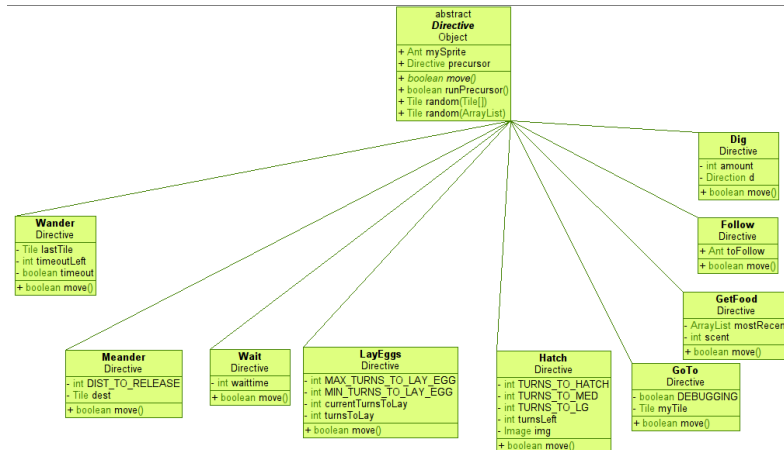 abstract
Directive
Object
+ Ant mySprite
+ Directive precursor
+ boolean move()
+ boolean runPrecursor()
+ Tile random(Tile[])
+ Tile random(ArrayList)
Dig
Directive
- int amount
- Direction d
+ boolean move()
Wander
Directive
- Tile lastTile
- int timeoutLeft
- boolean timeout
+ boolean move()
Follow
Directive
+ Ant toFollow
+ boolean move()
GetFood
Directive
- ArrayList mostRecen
- int scent
+ boolean move()
Meander
Directive
- int DIST_TO_RELEASE
- Tile dest
+ boolean move()
Wait
Directive
- int waittime
+ boolean move()
LayEggs
Directive
- int MAX_TURNS_TO_LAY_EGG
- int MIN_TURNS_TO_LAY_EGG
- int currentTurnsToLay
- int turnsToLay
+ boolean move()
Hatch
Directive
- int TURNS_TO_HATCH
- int TURNS_TO_MED
- int TURNS_TO_LG
- int turnsLeft
- Image img
+ boolean move()
GoTo
Directive
- boolean DEBUGGING
- Tile myTile
+ boolean move()